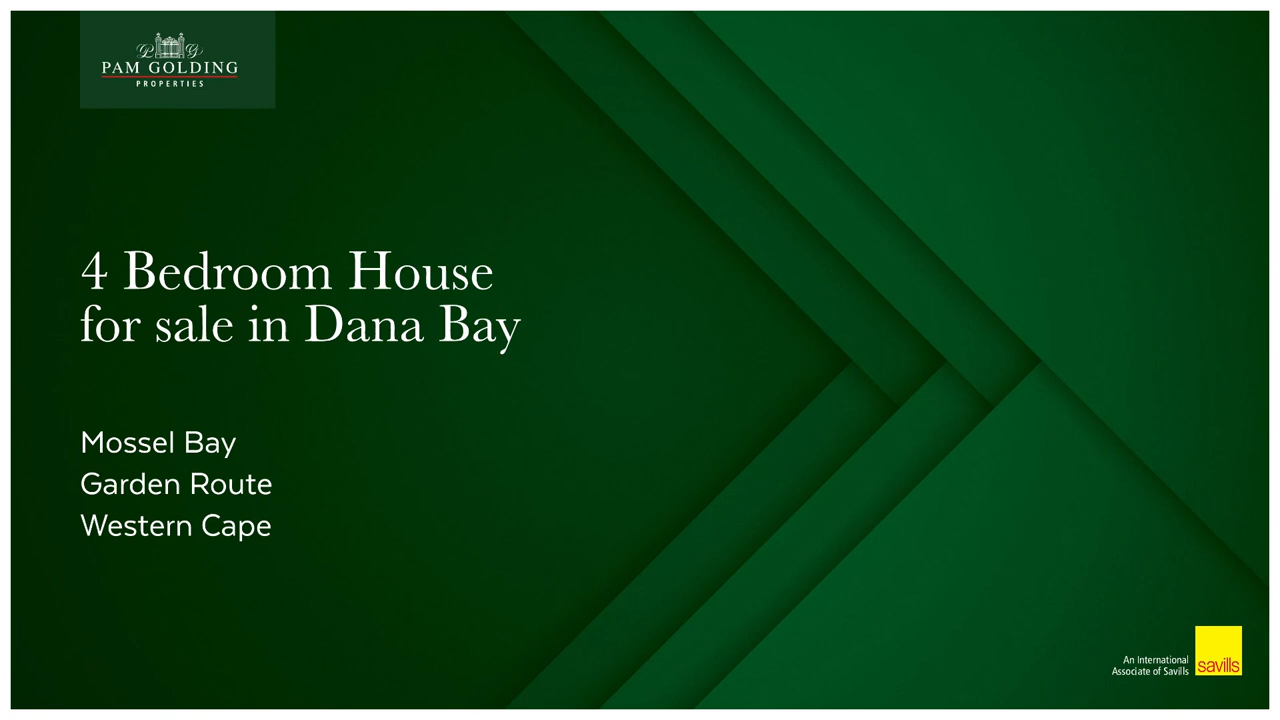 PAM GOLDING
PROPERTIES
4 Bedroom House
for sale in Dana Bay
Mossel Bay
Garden Route
Western Cape
An International
Associate of Savills
savills